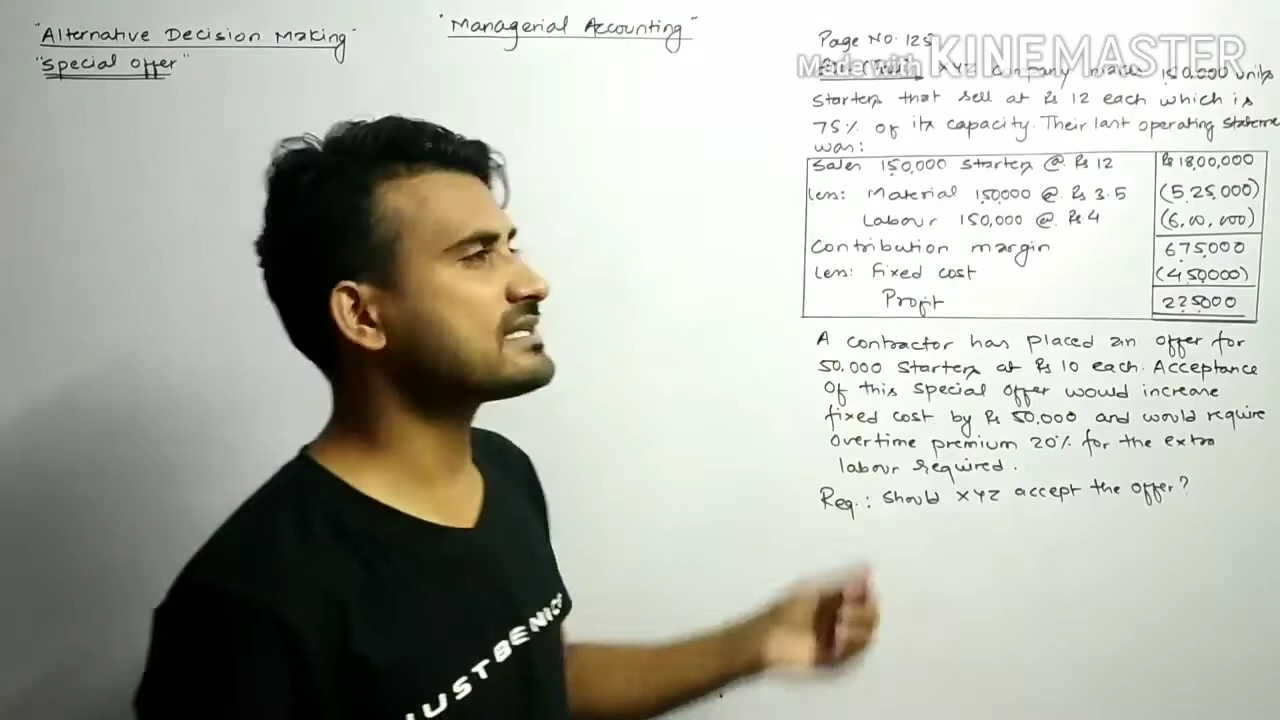 "Alternative Decision Making"
"Special Offer"
"Managerial Accounting"
Page No. 125
Made with KINEMASTER
XYZ company makes 150,000 units
starters that sell at Rs 12 each which is
75% of its capacity. Their last operating Stateme
was:
Sales 150,000 starters @ Rs 12 Rs 1800,000
less: Material 150,000 @ Rs 3.5 (5,25,000)
Labour 150,000 @ Rs 4 (6,00,000)
Contribution margin 675000
less: Fixed cost (450000)
Profit 225000
A contractor has placed an offer for
50,000 starters at Rs 10 each. Acceptance
Of this special offer would increase
fixed cost by Rs 50,000 and would require
overtime premium 20% for the extra
labour required.
Req.: should XYZ accept the offer?
JUSTBENICE